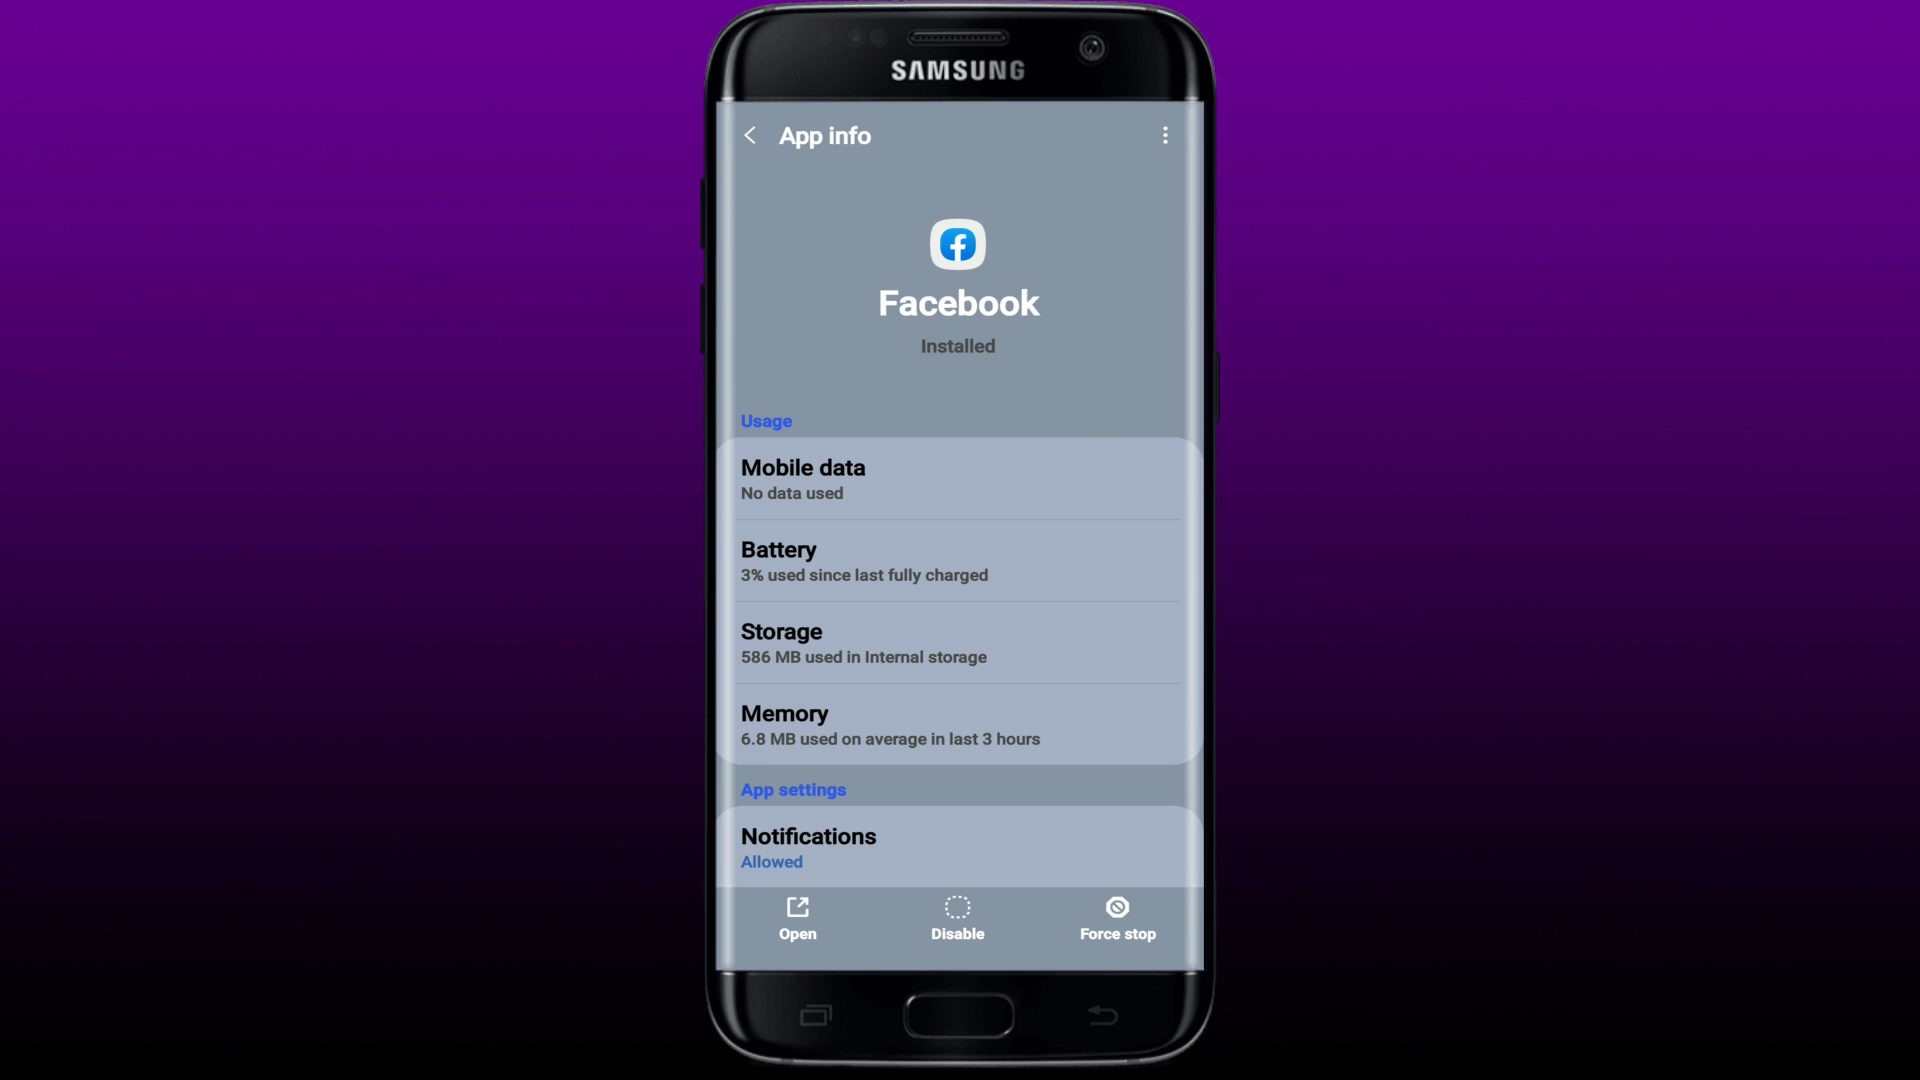 SAMSUNG
App info
Facebook
Installed
Usage
Mobile data
No data used
Battery
3% used since last fully charged
Storage
586 MB used in Internal storage
Memory
6.8 MB used on average in last 3 hours
App settings
Notifications
Allowed
Open
Disable
Force stop